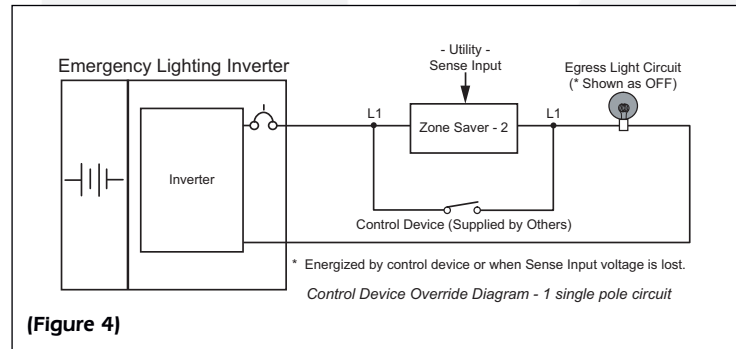 - Utility -
Sense Input
Emergency Lighting Inverter
Egress Light Circuit
(* Shown as OFF)
L1
Zone Saver - 2
L1
Inverter
Control Device (Supplied by Others)
* Energized by control device or when Sense Input voltage is lost.
Control Device Override Diagram - 1 single pole circuit
(Figure 4)